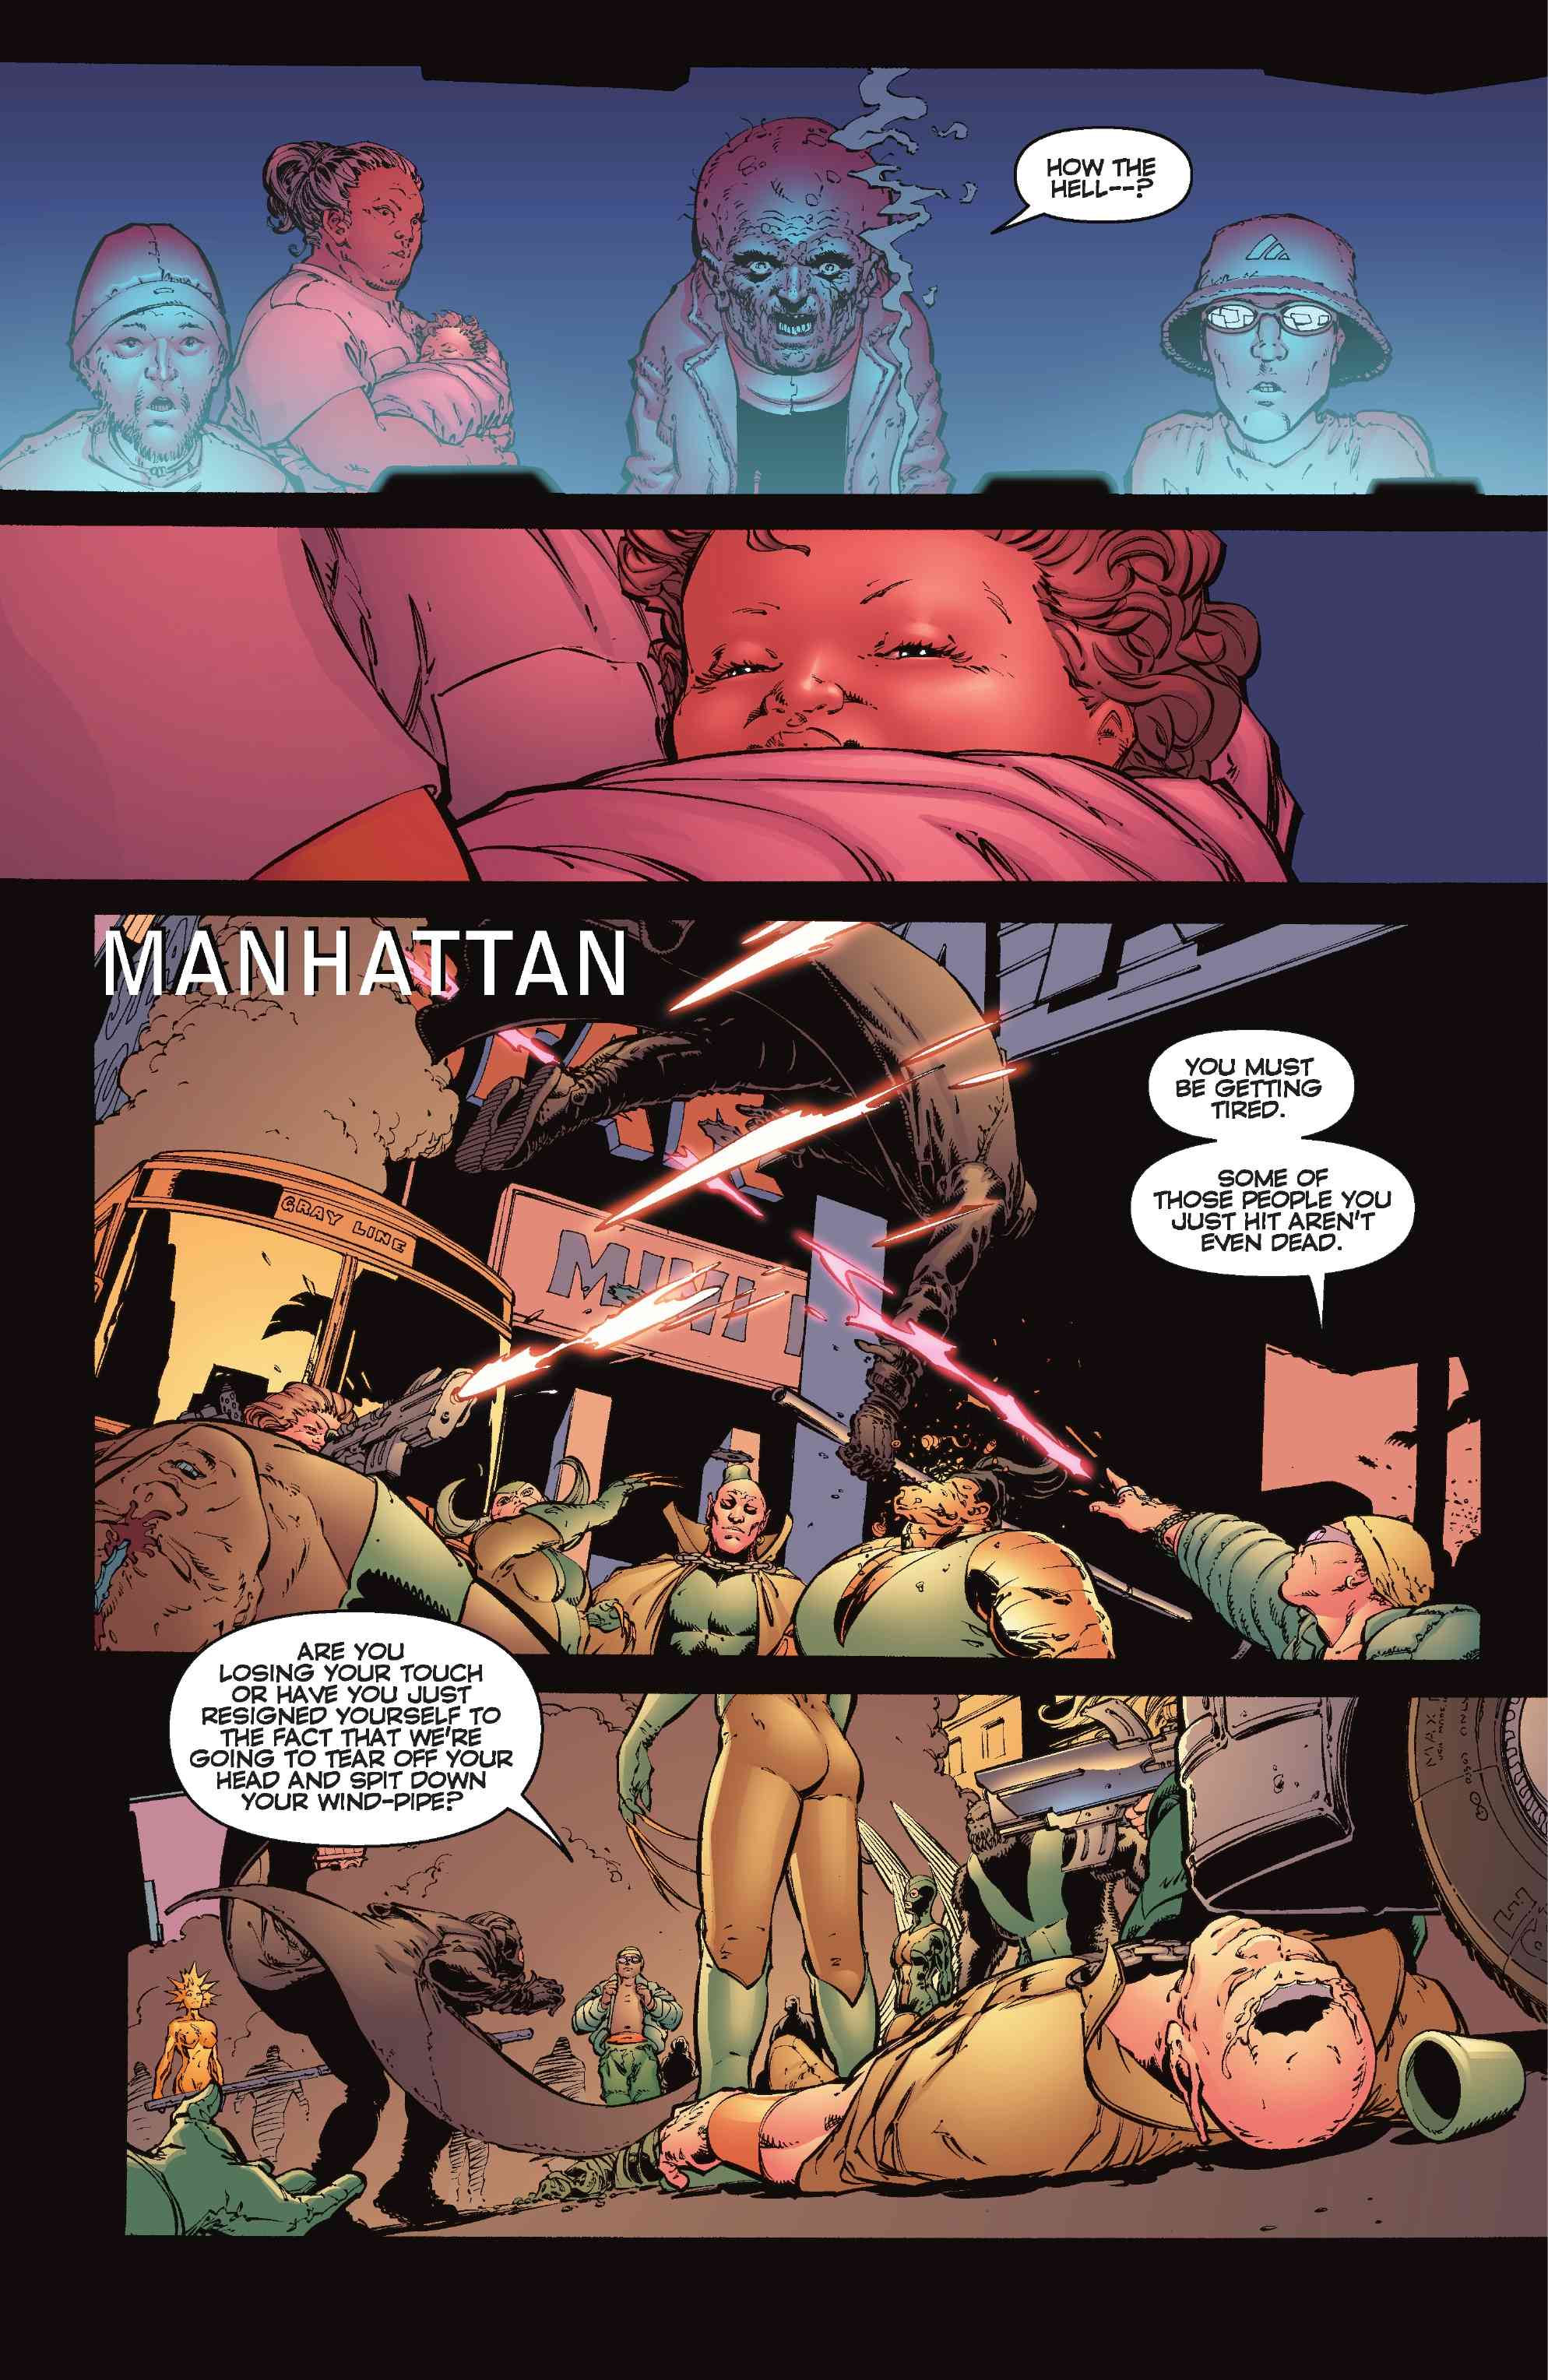 HOW THE
HELL--?
MANHATTAN
YOU MUST
BE GETTING
TIRED.
SOME OF
THOSE PEOPLE YOU
JUST HIT AREN'T
EVEN DEAD.
GRAY LINE
MINI
ARE YOU
LOSING YOUR TOUCH
OR HAVE YOU JUST
RESIGNED YOURSELF TO
THE FACT THAT WE'RE
GOING TO TEAR OFF YOUR
HEAD AND SPIT DOWN
YOUR WIND-PIPE?
MAX